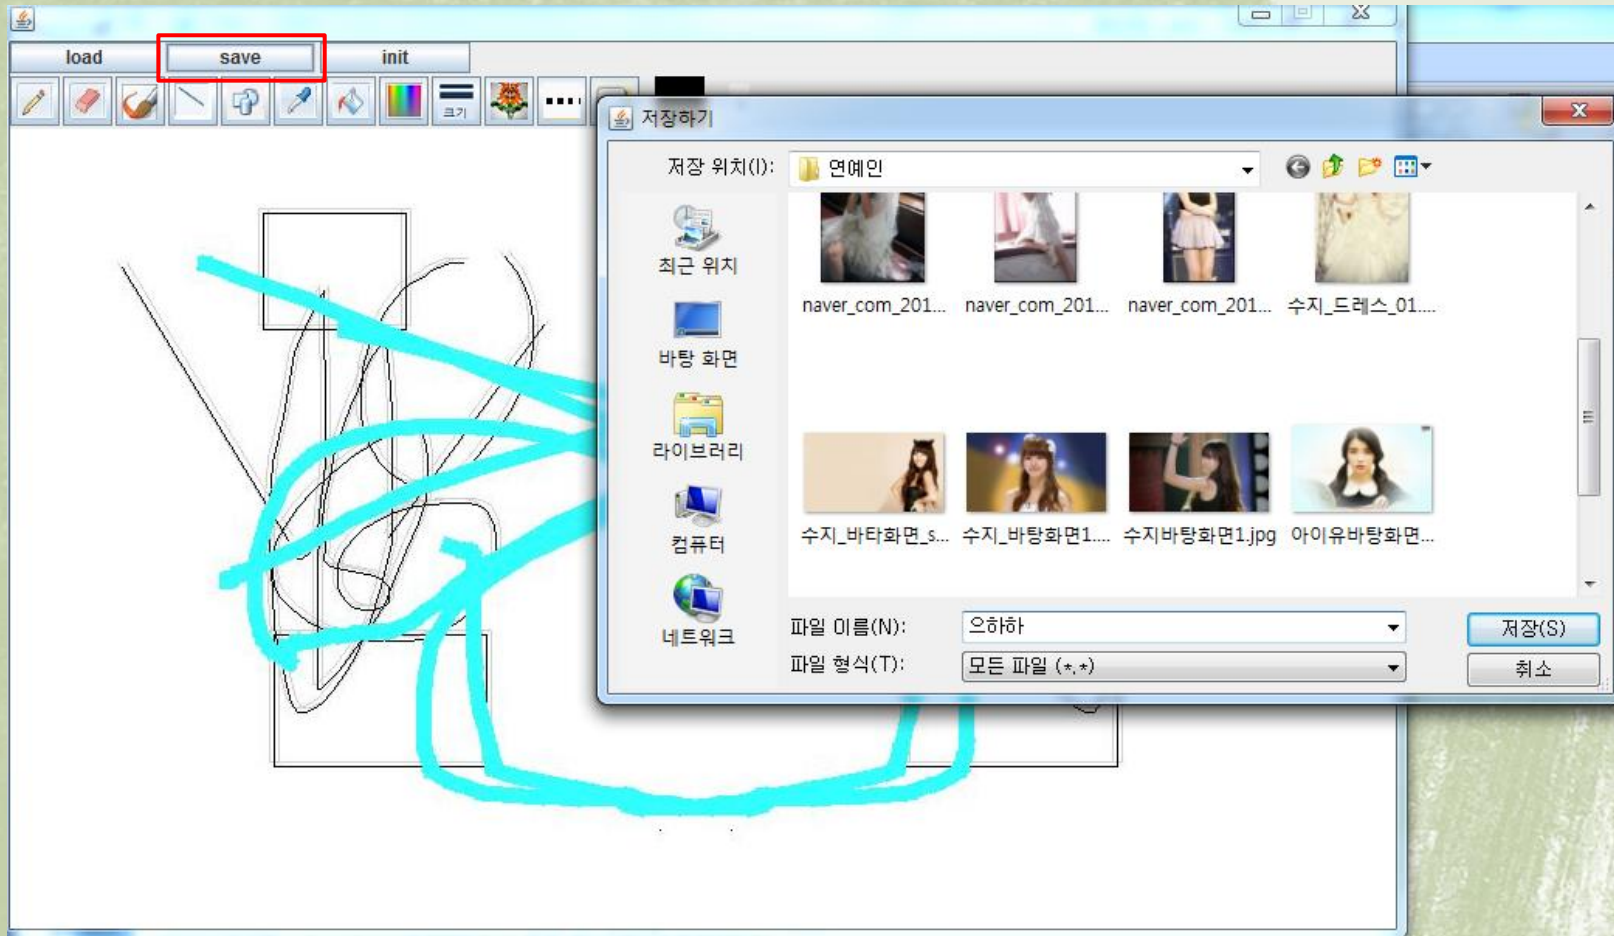 load save init
크기
저장하기
저장 위치(I): 연예인
최근 위치
바탕 화면
라이브러리
컴퓨터
네트워크
naver_com_201... naver_com_201... naver_com_201... 수지_드레스_01....
수지_바타화면_s... 수지_바탕화면1.... 수지바탕화면1.jpg 아이유바탕화면...
파일 이름(N): 으하하 저장(S)
파일 형식(T): 모든 파일 (*.*) 취소